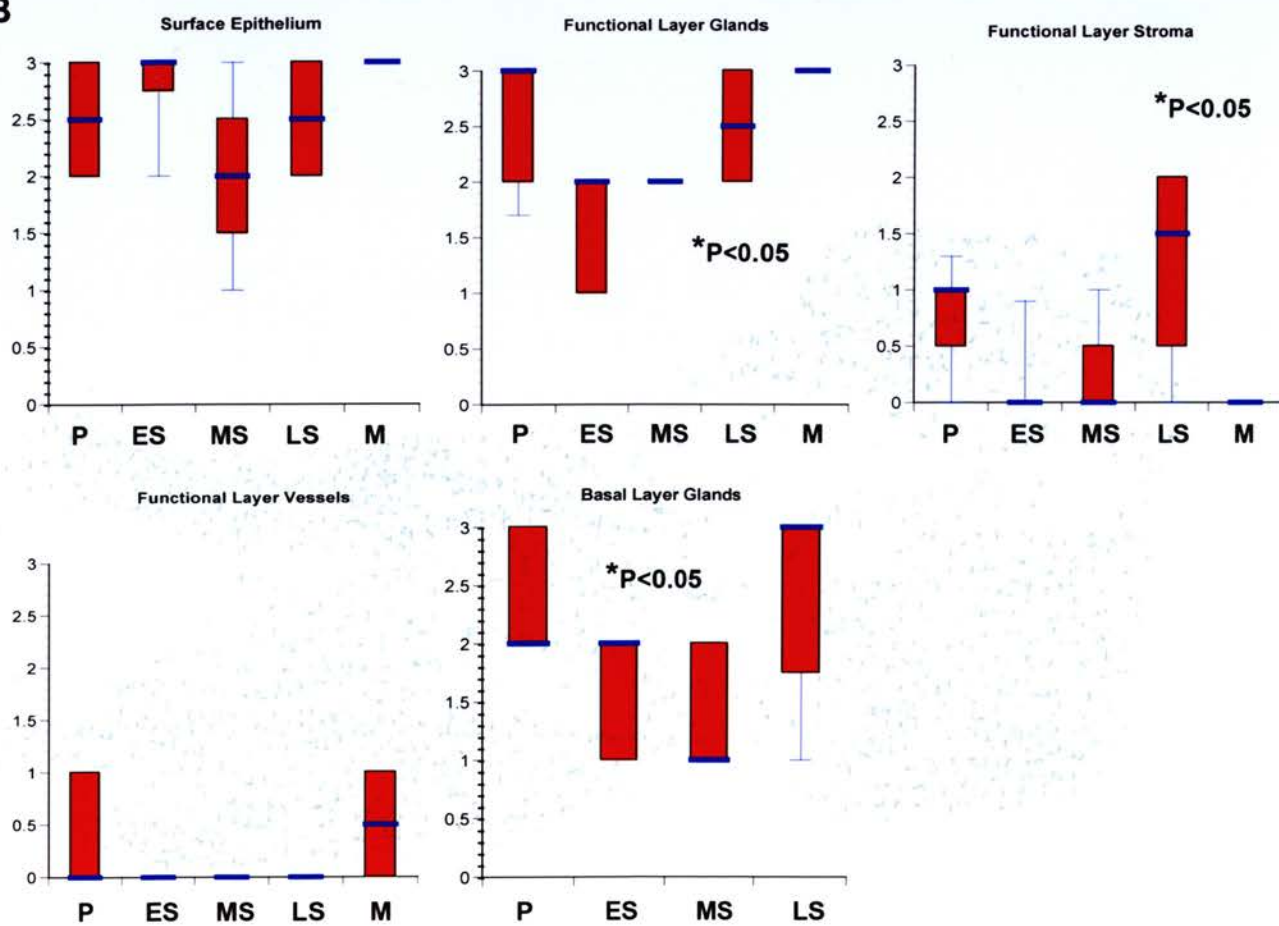 B
Surface Epithelium
3
2.5
2
1.5
1
0.5
0
P ES MS LS M
Functional Layer Glands
3
2
1.5
1
0.5
0
*P<0.05
P ES MS LS M
Functional Layer Stroma
3
2.5
2
1.5
1
0.5
0
*P<0.05
P ES MS LS M
Functional Layer Vessels
3
2.5
2
1.5
1
0.5
0
P ES MS LS M
Basal Layer Glands
3
2.5
2
1.5
1
0.5
0
*P<0.05
P ES MS LS